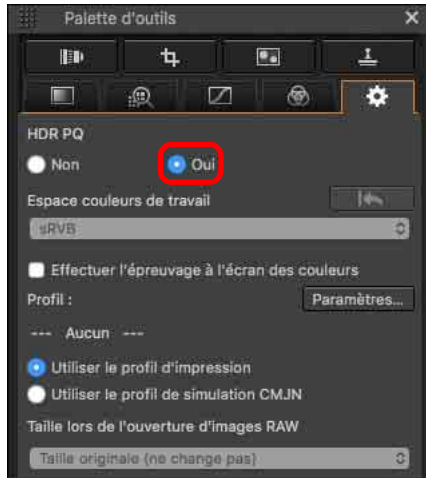 Palette d'outils
HDR PQ
Non Oui
Espace couleurs de travail
sRVB
Effectuer l'épreuvage à l'écran des couleurs
Profil : Paramètres...
--- Aucun ---
Utiliser le profil d'impression
Utiliser le profil de simulation CMJN
Taille lors de l'ouverture d'images RAW
Taille originale (ne change pas)